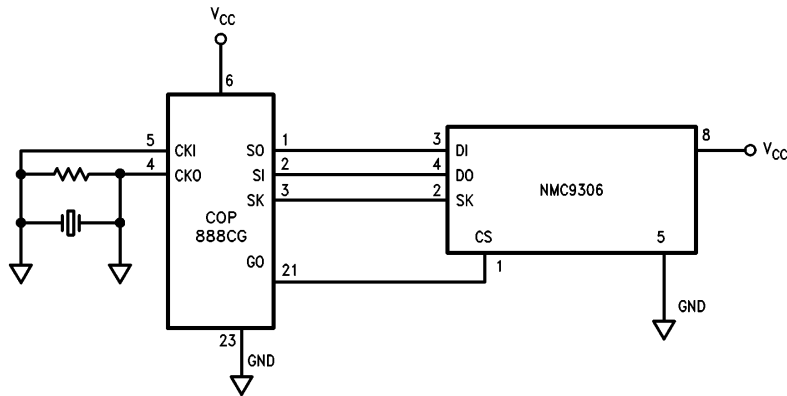 VCC
6
5
CKI
4
CKO
SO
1
SI
2
SK
3
COP
888CG
GO
21
23
GND
3
DI
4
DO
2
SK
NMC9306
CS
1
5
GND
8
VCC